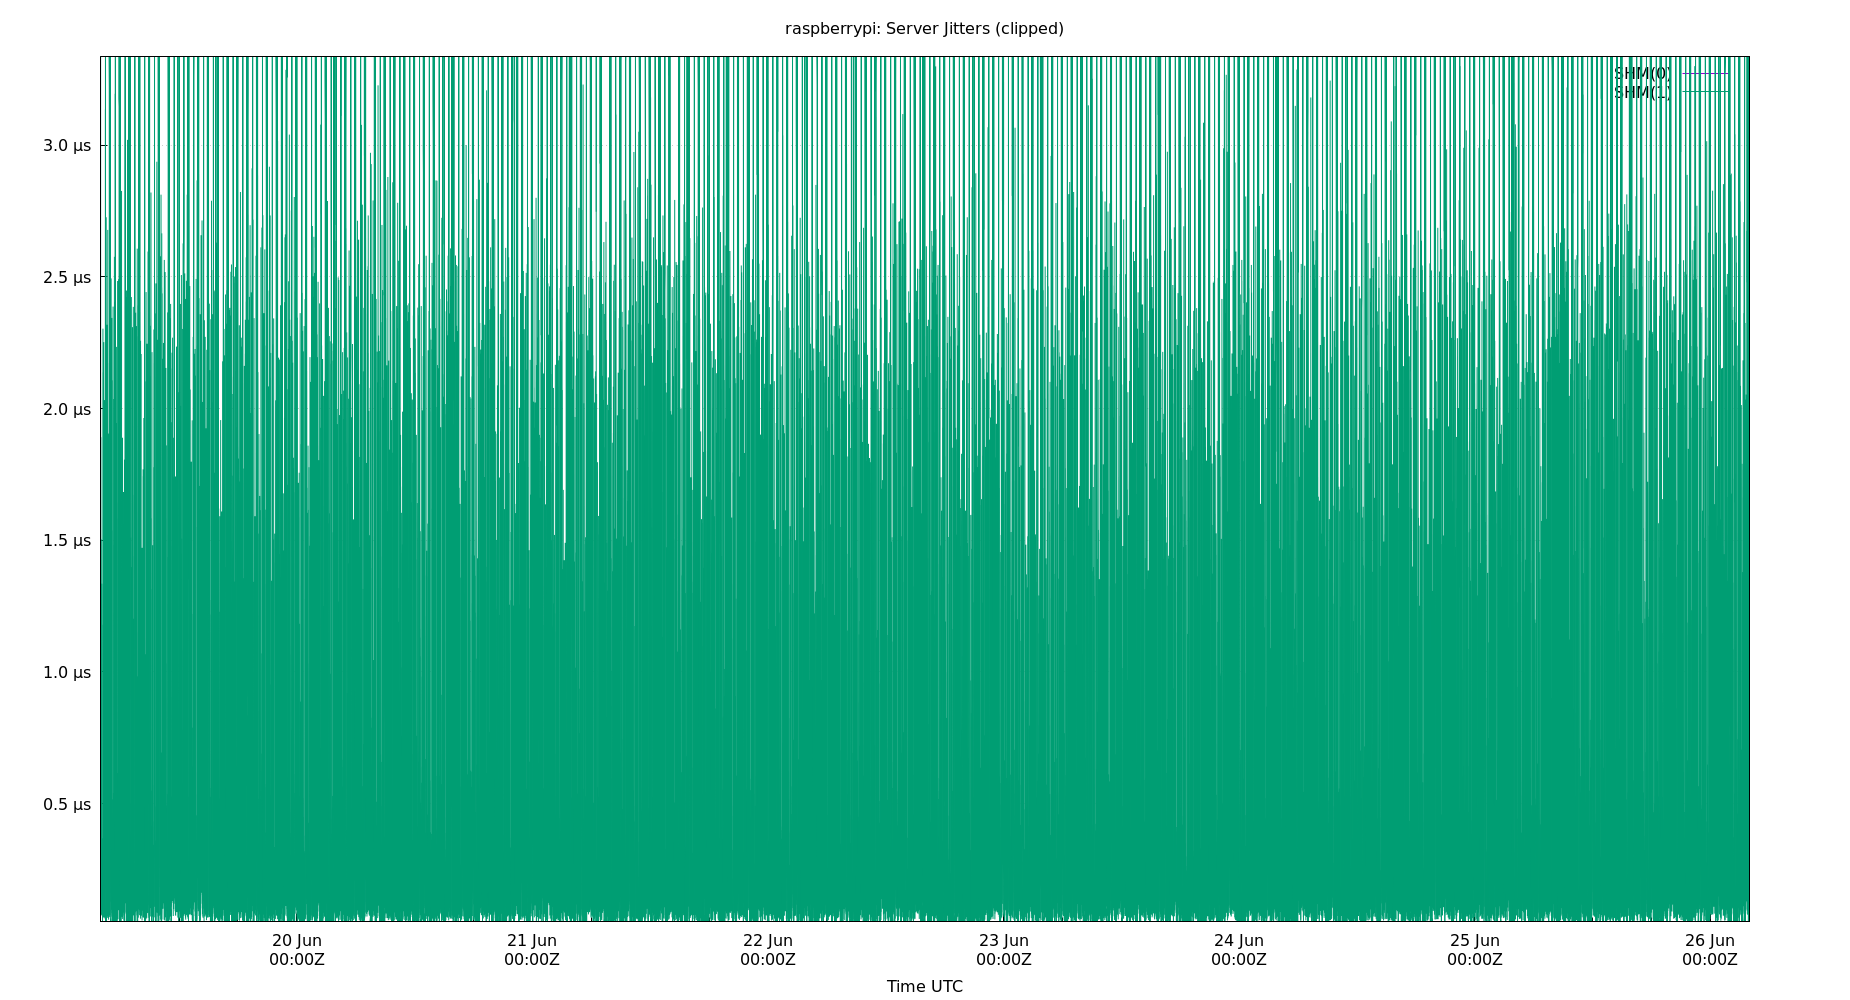 raspberrypi: Server Jitters (clipped)
SHM(0)
SHM(1)
3.0 µs
2.5 µs
2.0 µs
1.5 µs
1.0 µs
0.5 µs
20 Jun 21 Jun 22 Jun 23 Jun 24 Jun 25 Jun 26 Jun
00:00Z 00:00Z 00:00Z 00:00Z 00:00Z 00:00Z 00:00Z
Time UTC